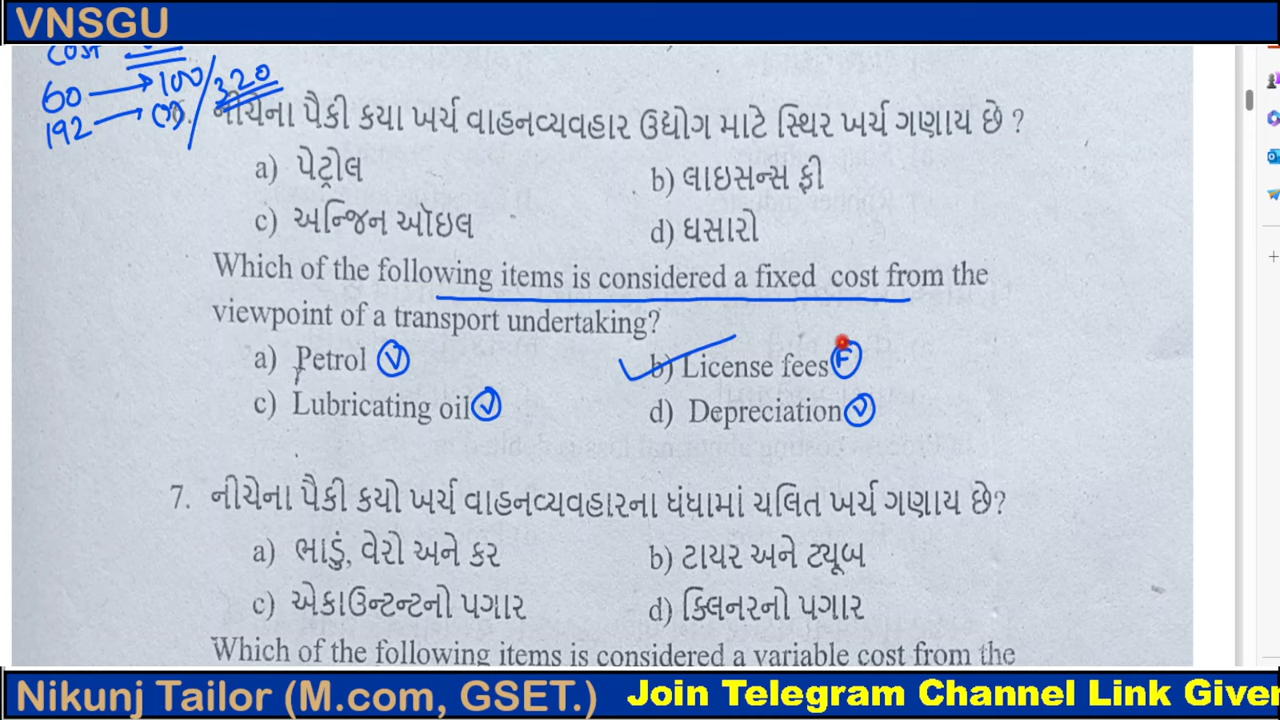 VNSGU
COST
60 → 100
192 → (?) / 320
નીચેના પૈકી કયા ખર્ચ વાહનવ્યવહાર ઉદ્યોગ માટે સ્થિર ખર્ચ ગણાય છે ?
a) પેટ્રોલ
b) લાઇસન્સ ફી
c) અન્જિન ઑઇલ
d) ઘસારો
Which of the following items is considered a fixed cost from the
viewpoint of a transport undertaking?
a) Petrol V
b) License fees F
c) Lubricating oil V
d) Depreciation V
7. નીચેના પૈકી કયો ખર્ચ વાહનવ્યવહારના ધંધામાં ચલિત ખર્ચ ગણાય છે?
a) ભાડું, વેરો અને કર
b) ટાયર અને ટ્યૂબ
c) એકાઉન્ટન્ટનો પગાર
d) ક્લિનરનો પગાર
Which of the following items is considered a variable cost from the
Nikunj Tailor (M.com, GSET.)
Join Telegram Channel Link Given